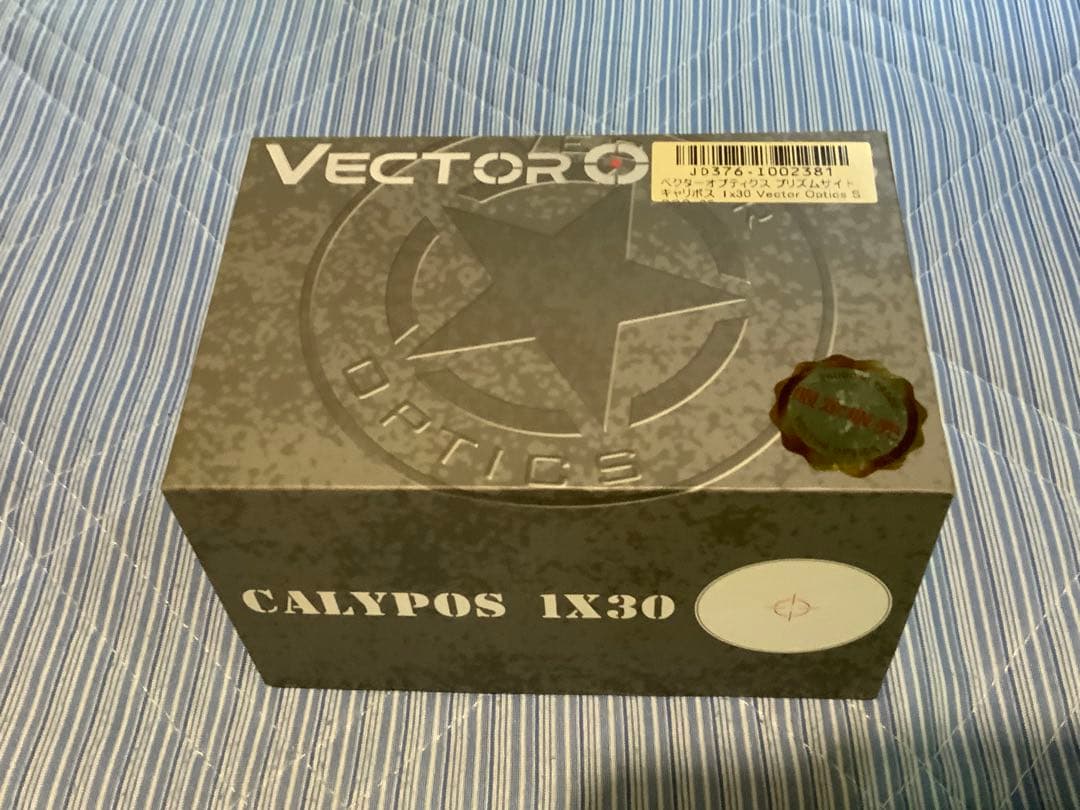 VECTOR O
JD376-1002381
ベクターオプティクス プリズムサイト
キャリポス 1x30 Vector Optics S
OPTICS
CALYPOS 1X30